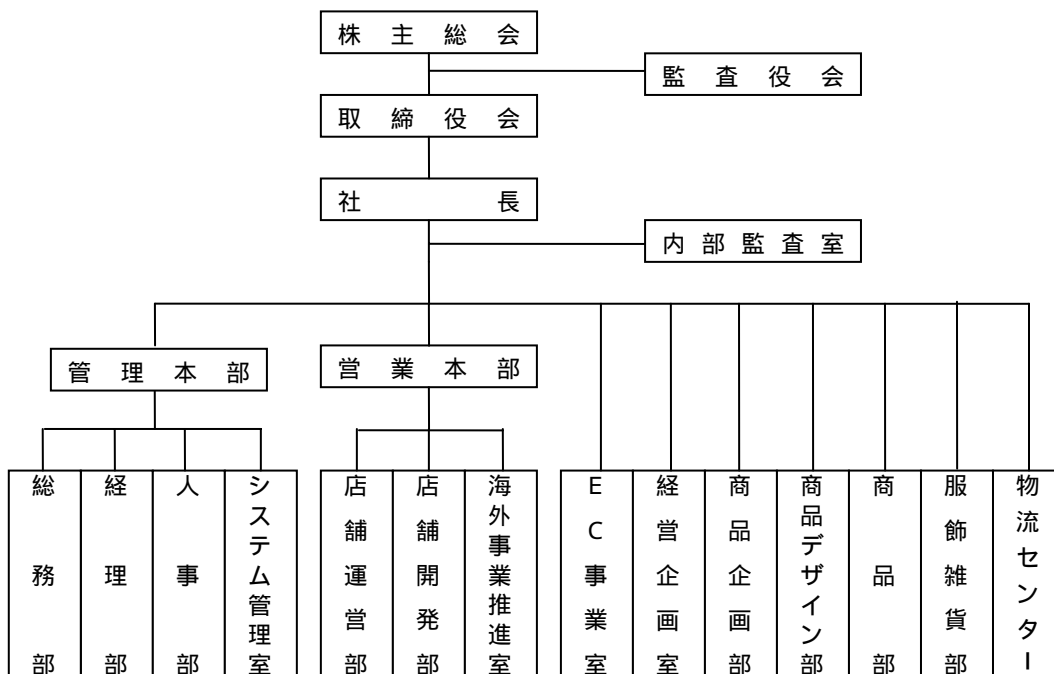 株主総会
監査役会
取締役会
社長
内部監査室
管理本部
営業本部
総務部
経理部
人事部
システム管理室
店舗運営部
店舗開発部
海外事業推進室
EC事業室
経営企画室
商品企画部
商品デザイン部
商品部
服飾雑貨部
物流センター